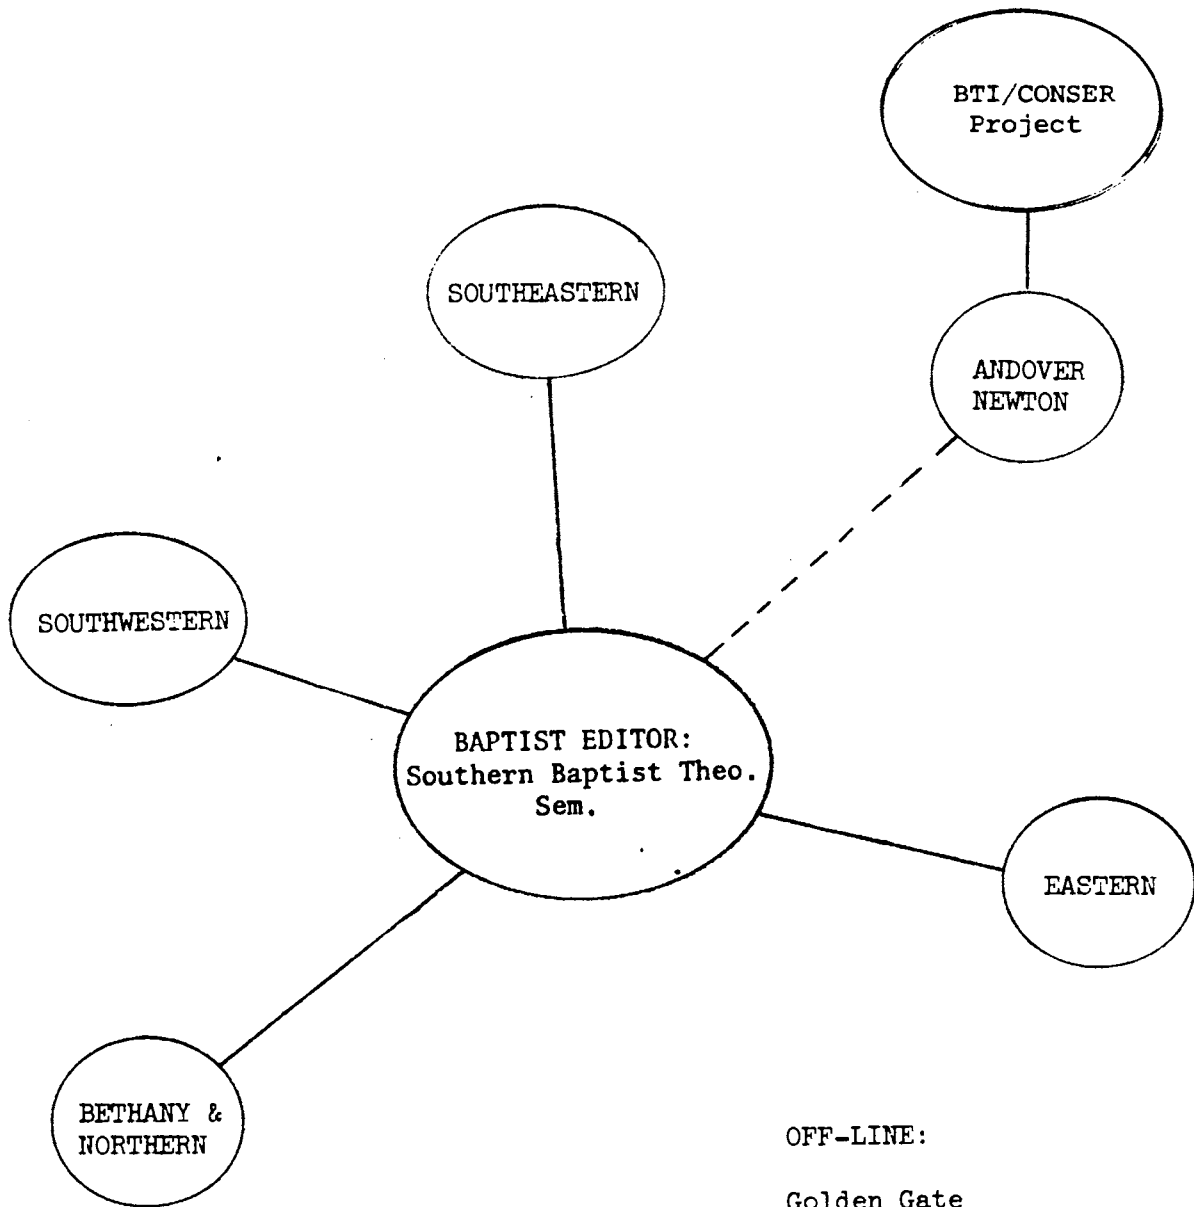 BTI/CONSER
Project
SOUTHEASTERN
ANDOVER
NEWTON
SOUTHWESTERN
BAPTIST EDITOR:
Southern Baptist Theo.
Sem.
EASTERN
BETHANY &
NORTHERN
OFF-LINE:
Golden Gate